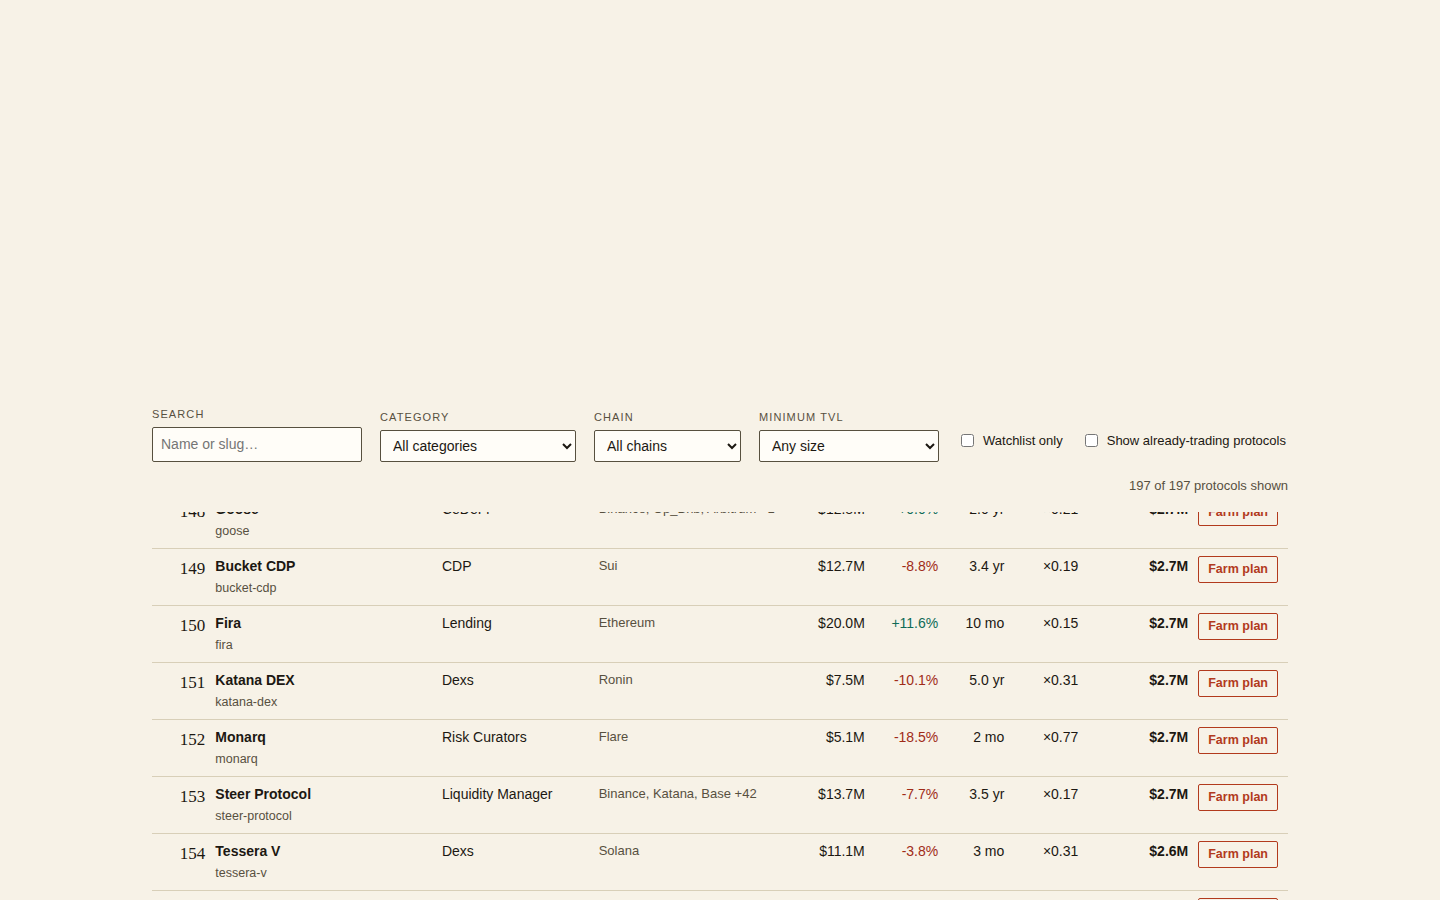 SEARCH CATEGORY CHAIN MINIMUM TVL
Name or slug… All categories All chains Any size Watchlist only Show already-trading protocols
197 of 197 protocols shown
goose
149 Bucket CDP CDP Sui $12.7M -8.8% 3.4 yr ×0.19 $2.7M Farm plan
bucket-cdp
150 Fira Lending Ethereum $20.0M +11.6% 10 mo ×0.15 $2.7M Farm plan
fira
151 Katana DEX Dexs Ronin $7.5M -10.1% 5.0 yr ×0.31 $2.7M Farm plan
katana-dex
152 Monarq Risk Curators Flare $5.1M -18.5% 2 mo ×0.77 $2.7M Farm plan
monarq
153 Steer Protocol Liquidity Manager Binance, Katana, Base +42 $13.7M -7.7% 3.5 yr ×0.17 $2.7M Farm plan
steer-protocol
154 Tessera V Dexs Solana $11.1M -3.8% 3 mo ×0.31 $2.6M Farm plan
tessera-v